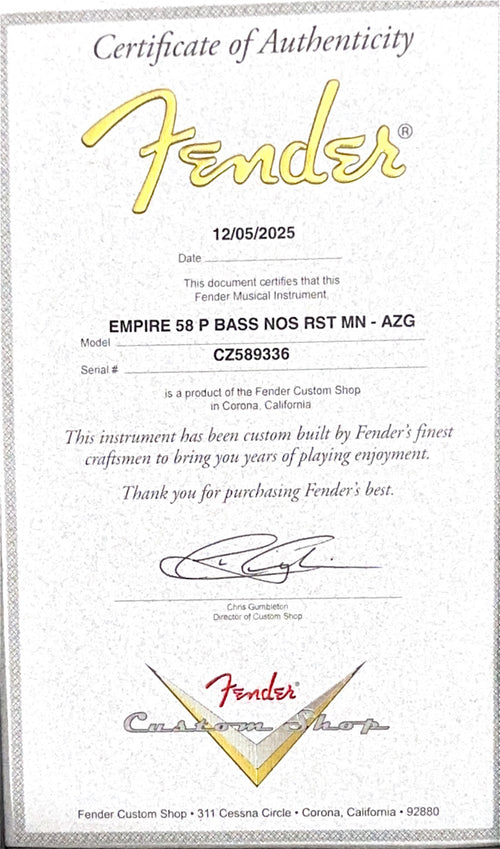 Certificate of Authenticity
Fender®
12/05/2025
Date
This document certifies that this
Fender Musical Instrument,
EMPIRE 58 P BASS NOS RST MN - AZG
Model
CZ589336
Serial #
is a product of the Fender Custom Shop
in Corona, California
This instrument has been custom built by Fender's finest
craftsmen to bring you years of playing enjoyment.
Thank you for purchasing Fender's best.
Chris Gumbleton
Director of Custom Shop
Fender®
Custom Shop
Fender Custom Shop • 311 Cessna Circle • Corona, California • 92880